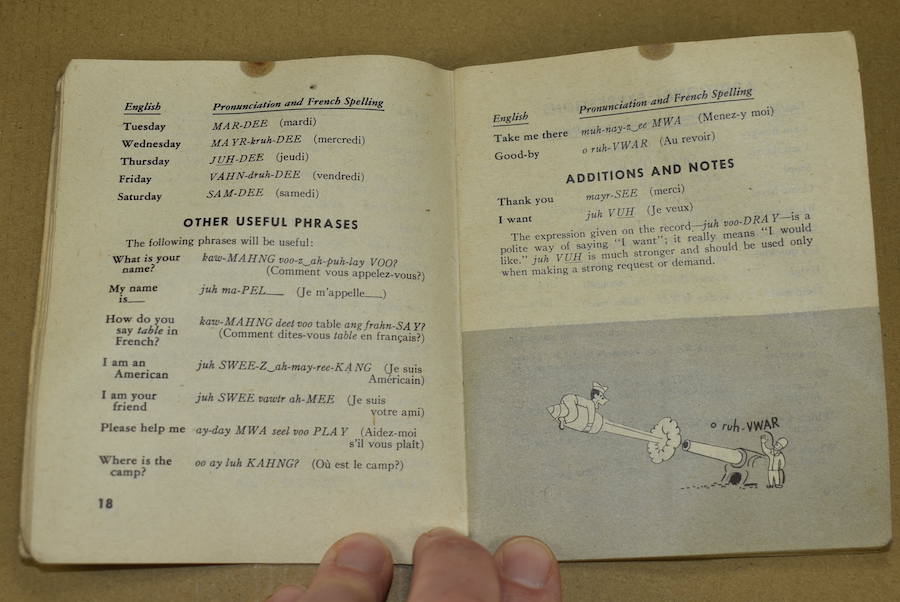 English Pronunciation and French Spelling
Tuesday MAR-DEE (mardi)
Wednesday MAYR-kruh-DEE (mercredi)
Thursday JUH-DEE (jeudi)
Friday VAHN-druh-DEE (vendredi)
Saturday SAM-DEE (samedi)
OTHER USEFUL PHRASES
The following phrases will be useful:
What is your kaw-MAHNG voo-z‿ah-puh-lay VOO?
name? (Comment vous appelez-vous?)
My name juh ma-PEL___ (Je m'appelle___)
is___
How do you kaw-MAHNG deet voo table ang frahn-SAY?
say table in (Comment dites-vous table en français?)
French?
I am an juh SWEE-Z‿ah-may-ree-KANG (Je suis
American Américain)
I am your juh SWEE vawtr ah-MEE (Je suis
friend votre ami)
Please help me ay-day MWA seel voo PLAY (Aidez-moi
s'il vous plaît)
Where is the oo ay luh KAHNG? (Où est le camp?)
camp?
18
English Pronunciation and French Spelling
Take me there muh-nay-z‿ee MWA (Menez-y moi)
Good-by o ruh-VWAR (Au revoir)
ADDITIONS AND NOTES
Thank you mayr-SEE (merci)
I want juh VUH (Je veux)
The expression given on the record,—juh voo-DRAY—is a
polite way of saying "I want"; it really means "I would
like." juh VUH is much stronger and should be used only
when making a strong request or demand.
o ruh-VWAR